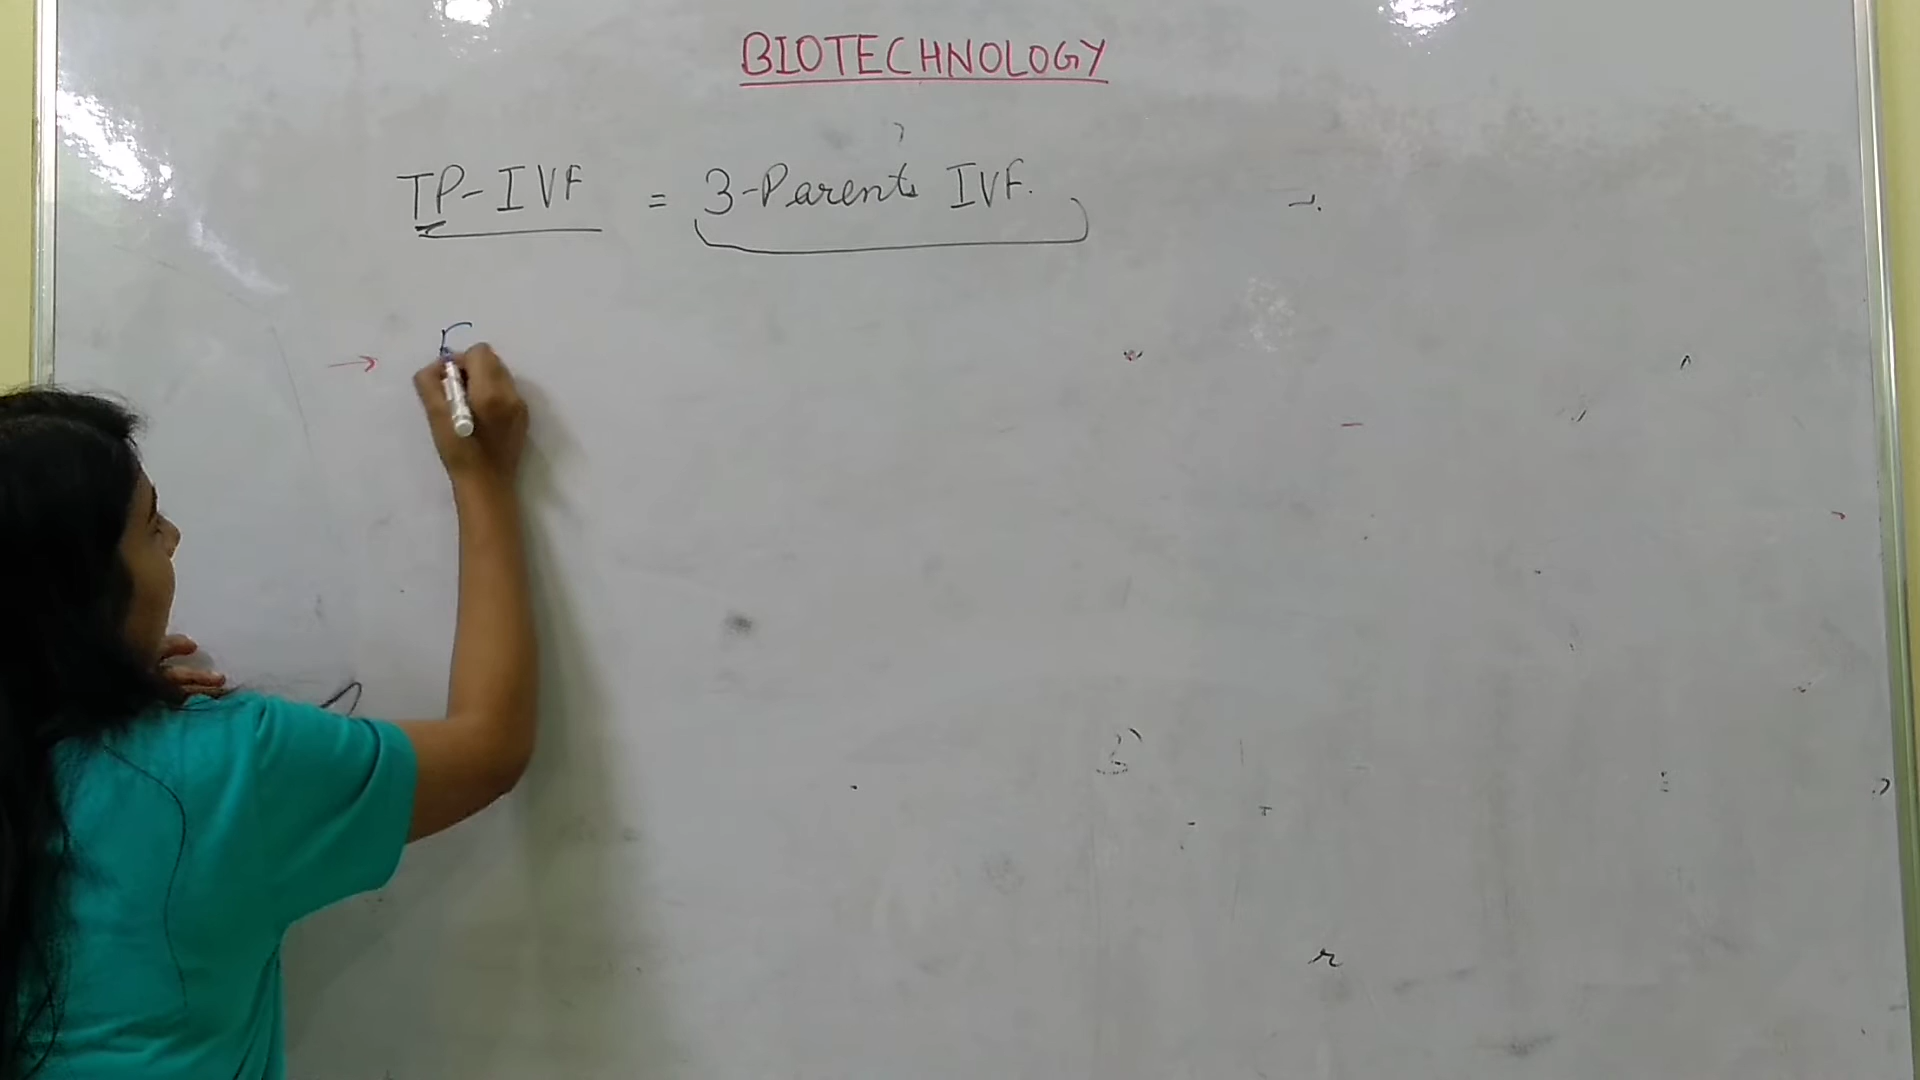 BIOTECHNOLOGY
TP-IVF = 3-Parents IVF.
→